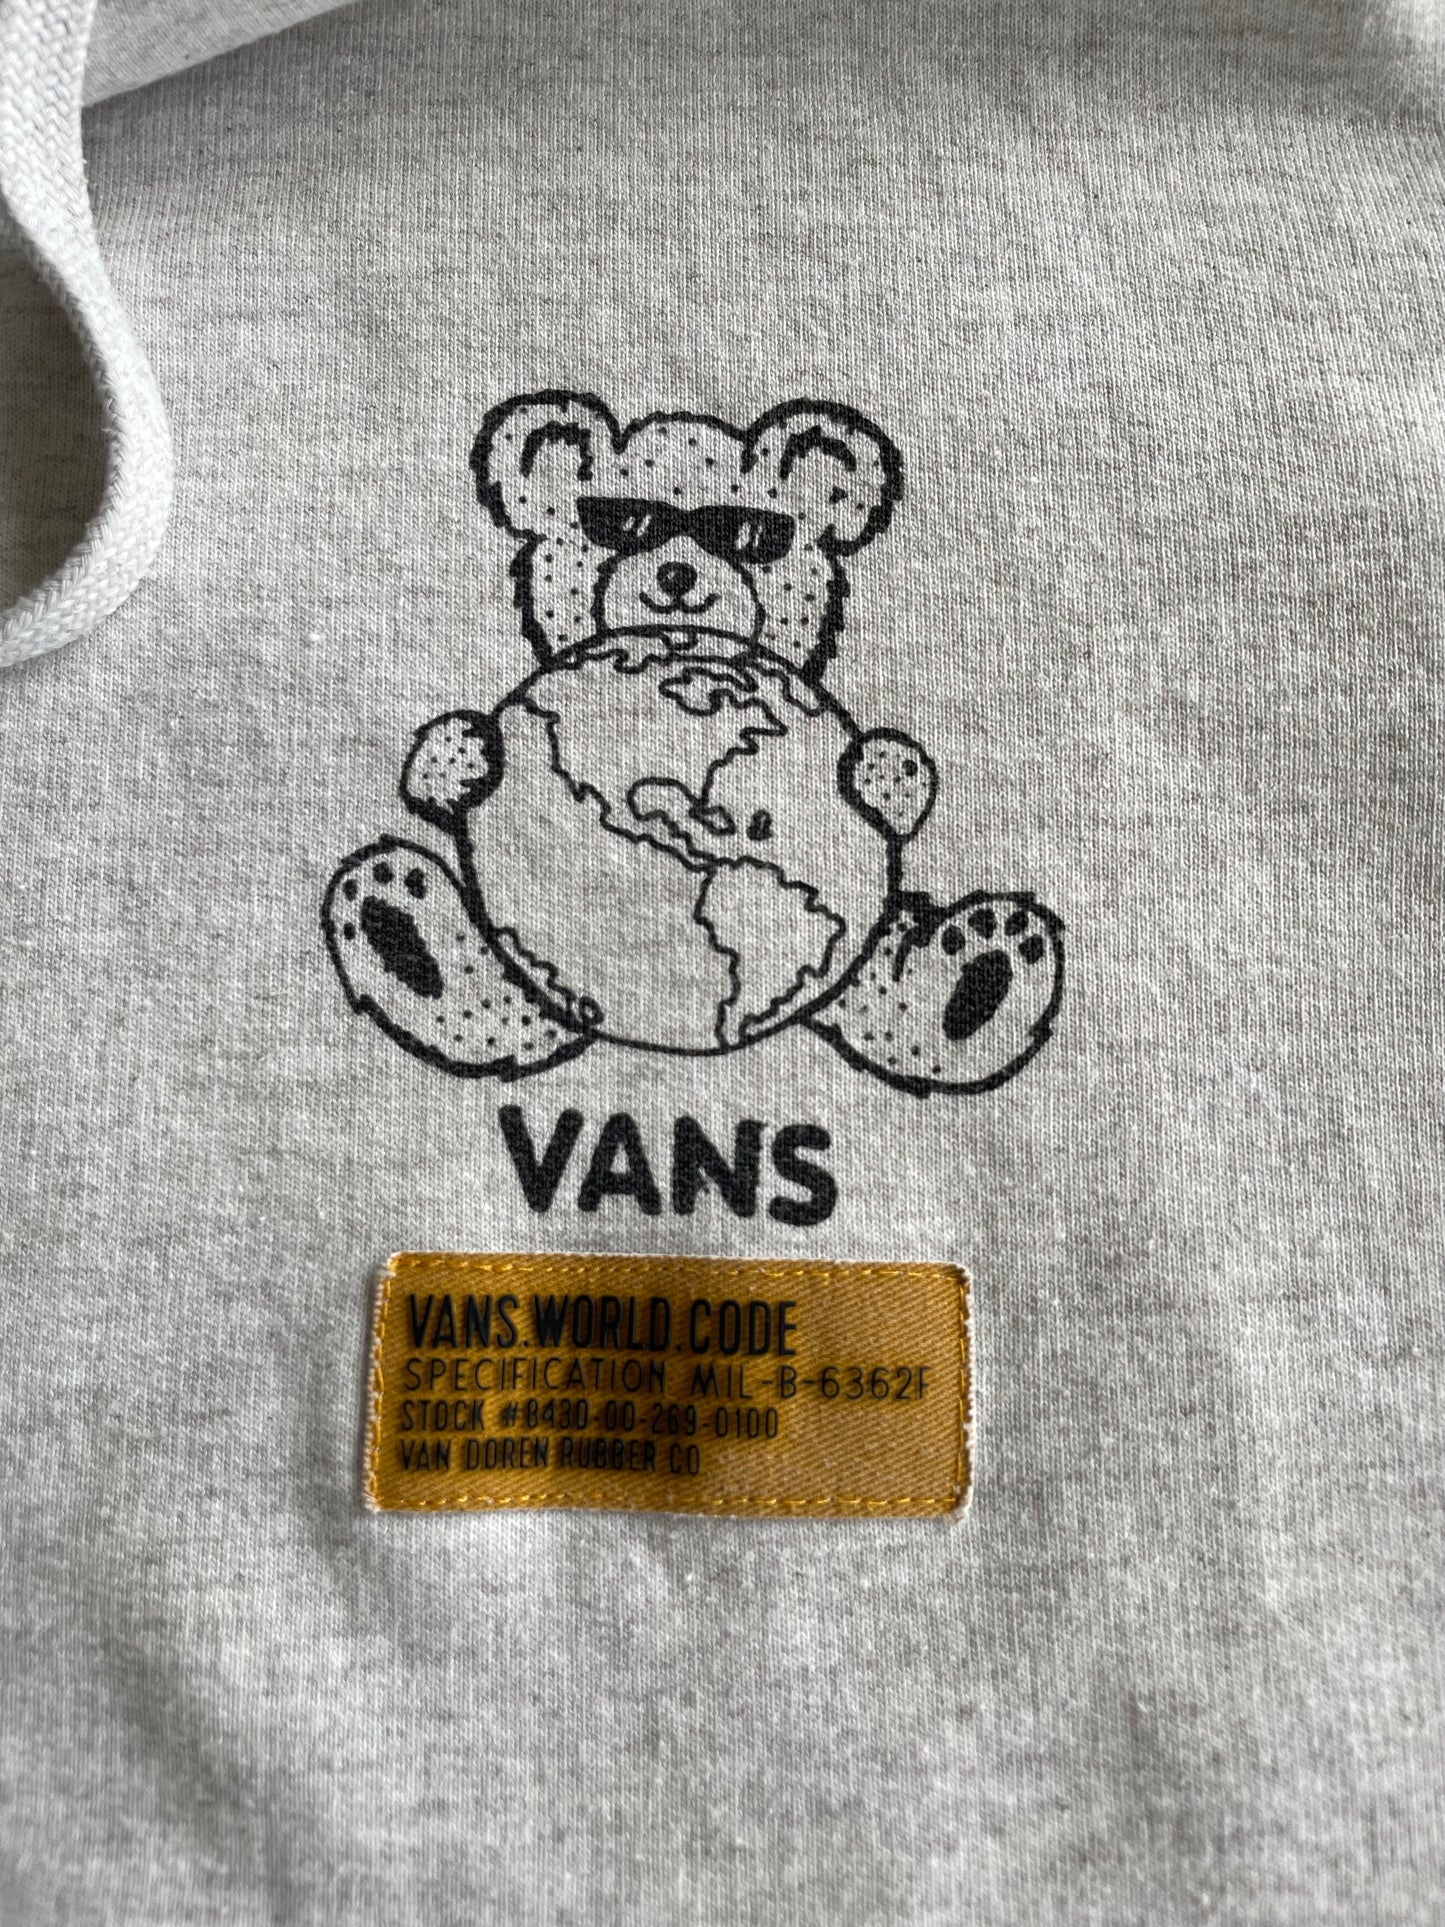 VANS
VANS.WORLD.CODE
SPECIFICATION MIL-B-6362F
STOCK #8430-00-269-0100
VAN DOREN RUBBER CO